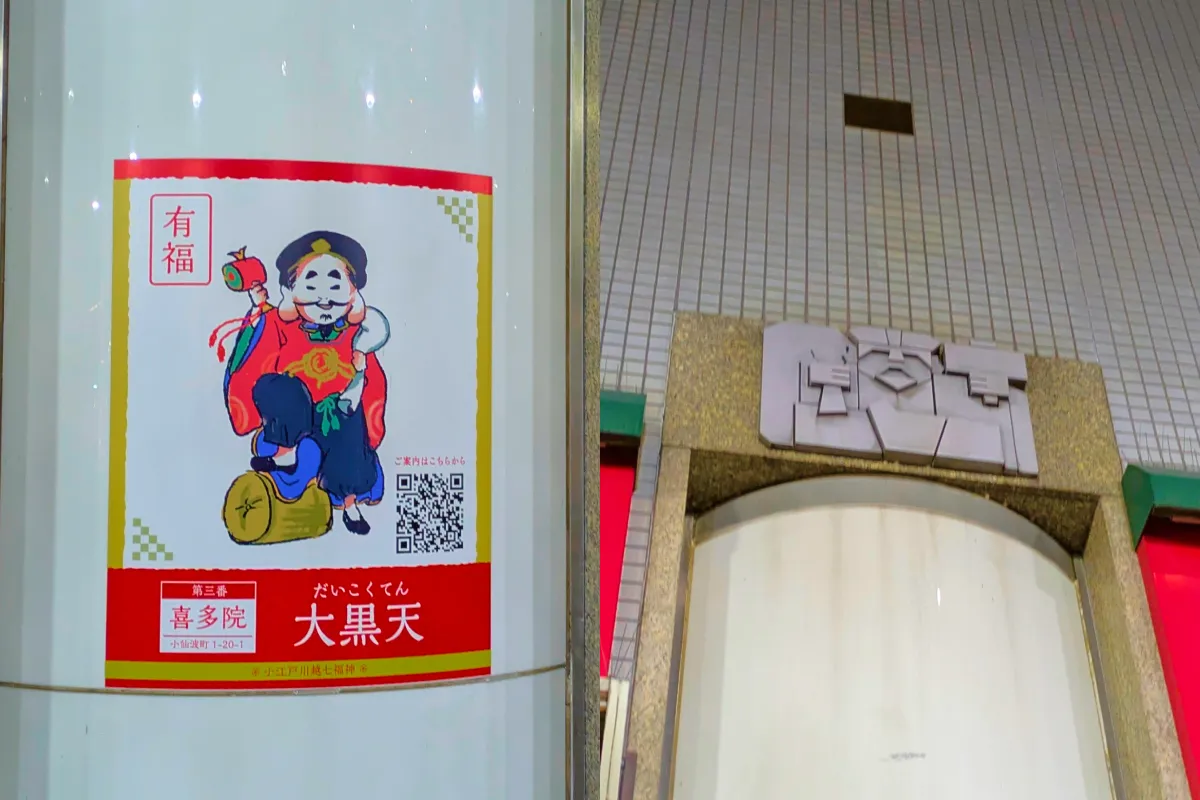 有福
ご案内はこちらから
第三番
喜多院
小仙波町 1-20-1
だいこくてん
大黒天
小江戸川越七福神